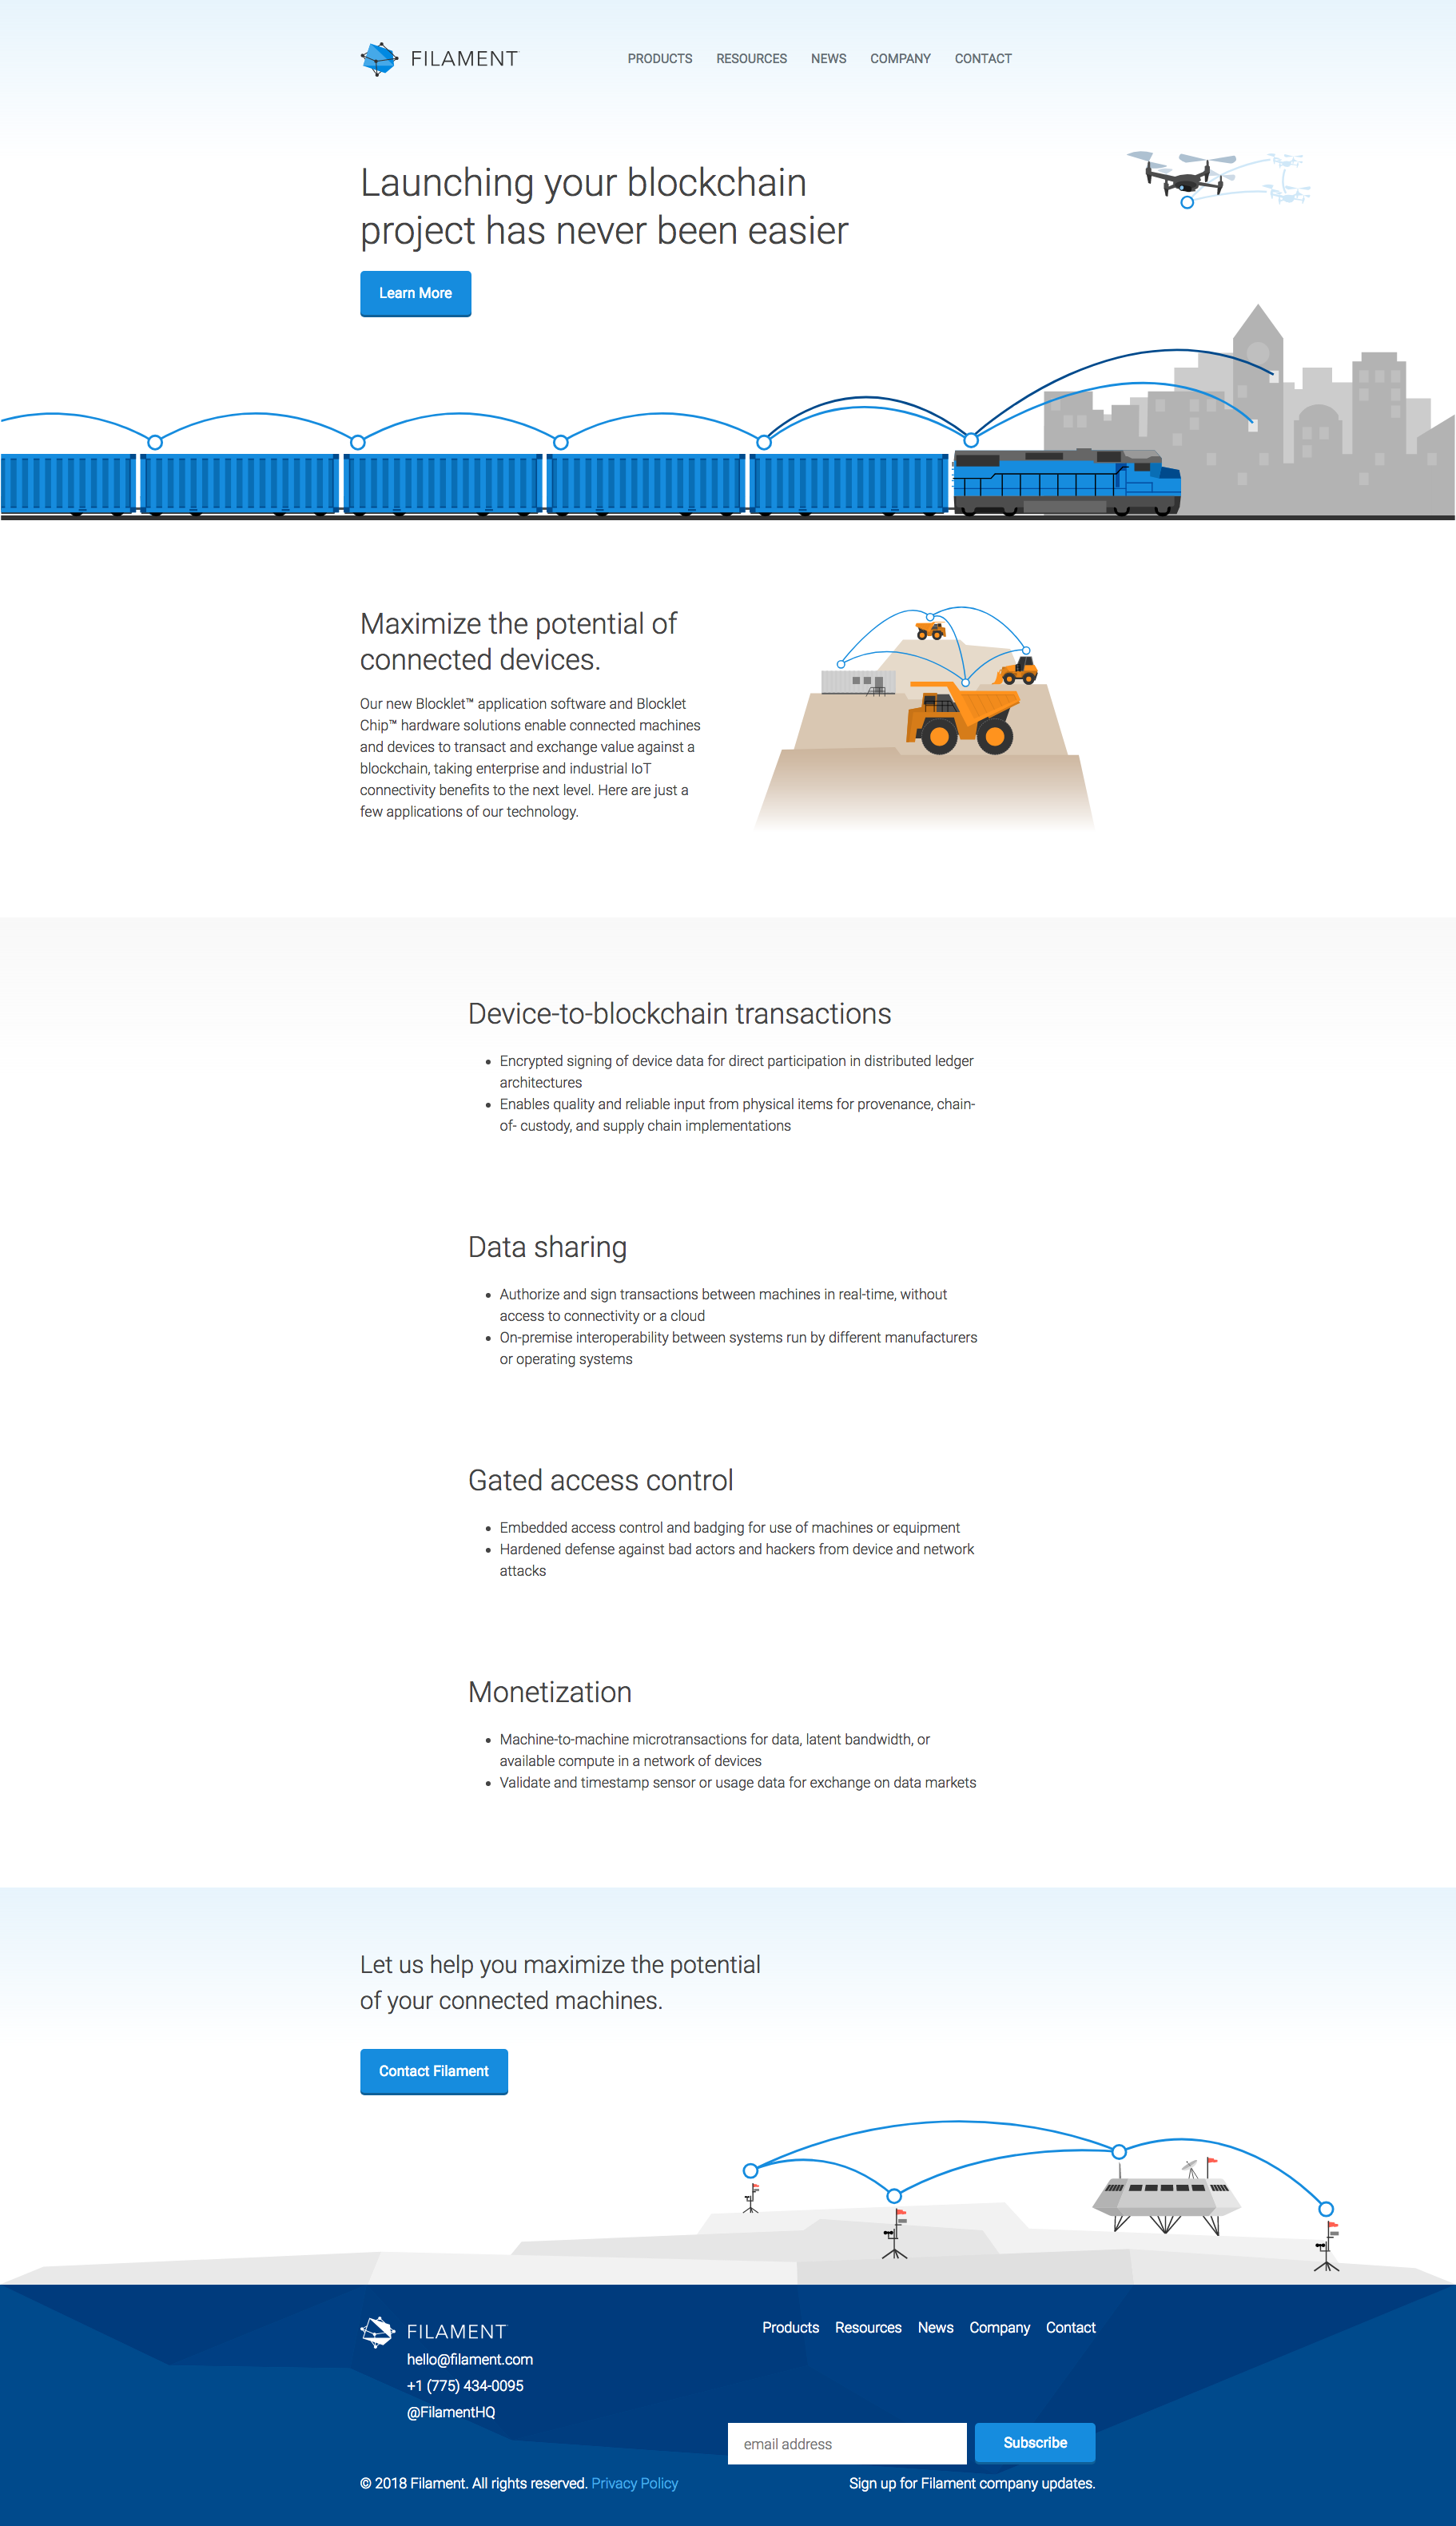 FILAMENT
PRODUCTS RESOURCES NEWS COMPANY CONTACT
Launching your blockchain
project has never been easier
Learn More
Maximize the potential of
connected devices.
Our new Blocklet™ application software and Blocklet
Chip™ hardware solutions enable connected machines
and devices to transact and exchange value against a
blockchain, taking enterprise and industrial IoT
connectivity benefits to the next level. Here are just a
few applications of our technology.
Device-to-blockchain transactions
• Encrypted signing of device data for direct participation in distributed ledger
architectures
• Enables quality and reliable input from physical items for provenance, chain-
of- custody, and supply chain implementations
Data sharing
• Authorize and sign transactions between machines in real-time, without
access to connectivity or a cloud
• On-premise interoperability between systems run by different manufacturers
or operating systems
Gated access control
• Embedded access control and badging for use of machines or equipment
• Hardened defense against bad actors and hackers from device and network
attacks
Monetization
• Machine-to-machine microtransactions for data, latent bandwidth, or
available compute in a network of devices
• Validate and timestamp sensor or usage data for exchange on data markets
Let us help you maximize the potential
of your connected machines.
Contact Filament
FILAMENT
Products Resources News Company Contact
hello@filament.com
+1 (775) 434-0095
@FilamentHQ
email address
Subscribe
© 2018 Filament. All rights reserved. Privacy Policy
Sign up for Filament company updates.